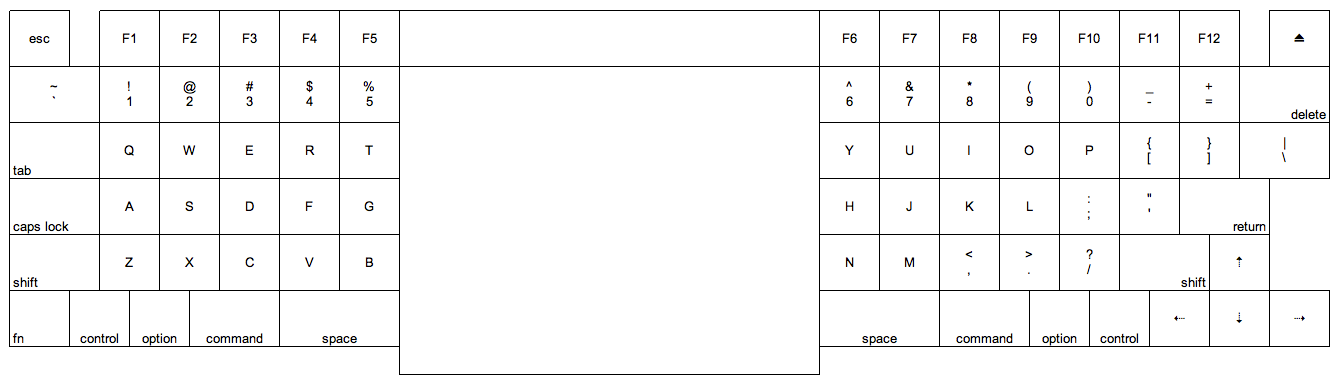 esc F1 F2 F3 F4 F5 F6 F7 F8 F9 F10 F11 F12 ⏏
~ ! @ # $ % ^ & * ( ) _ +
` 1 2 3 4 5 6 7 8 9 0 - =
delete
Q W E R T Y U I O P { } |
[ ] \
tab
A S D F G H J K L : "
; '
caps lock return
Z X C V B N M < > ? ⇡
, . /
shift shift
⇠ ⇣ ⇢
fn control option command space space command option control